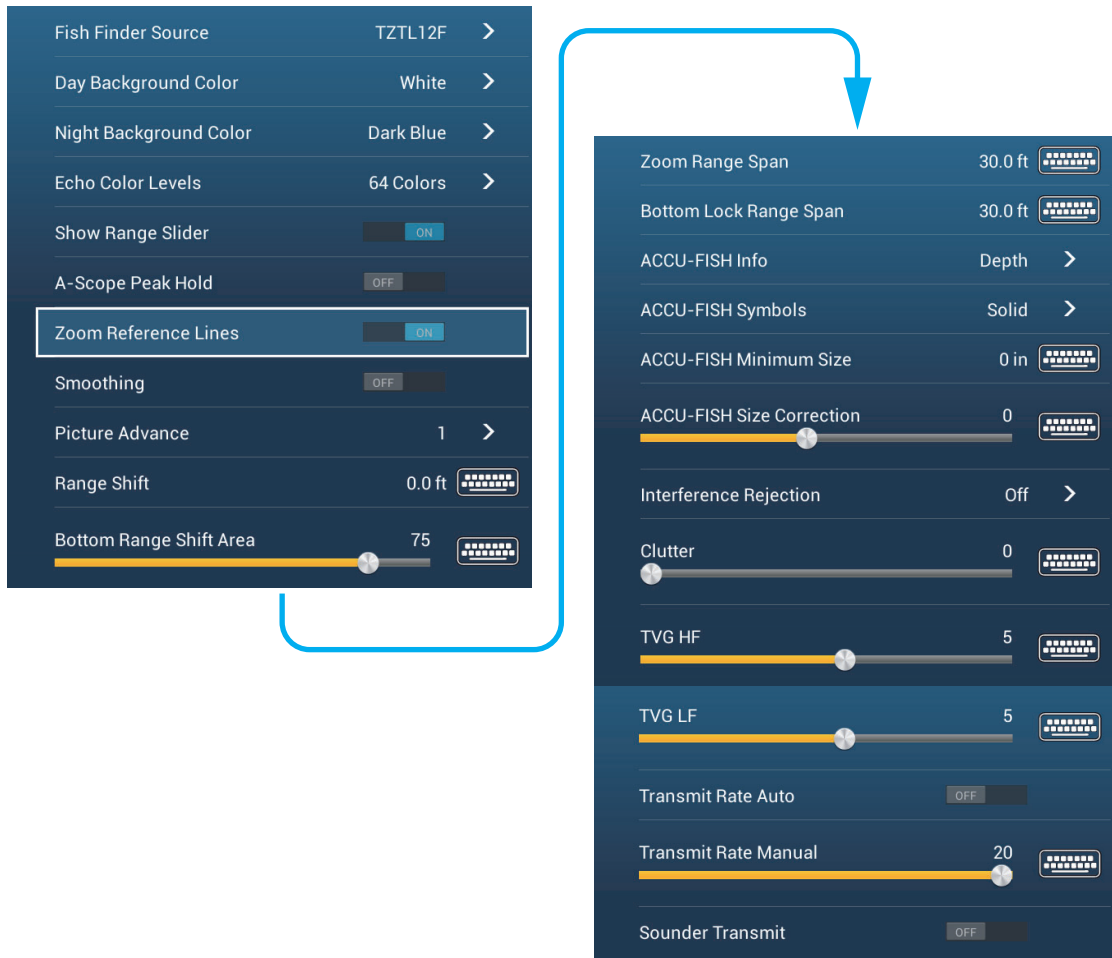 Fish Finder Source TZTL12F
Day Background Color White
Night Background Color Dark Blue
Echo Color Levels 64 Colors
Show Range Slider ON
A-Scope Peak Hold OFF
Zoom Reference Lines ON
Smoothing OFF
Picture Advance 1
Range Shift 0.0 ft
Bottom Range Shift Area 75
Zoom Range Span 30.0 ft
Bottom Lock Range Span 30.0 ft
ACCU-FISH Info Depth
ACCU-FISH Symbols Solid
ACCU-FISH Minimum Size 0 in
ACCU-FISH Size Correction 0
Interference Rejection Off
Clutter 0
TVG HF 5
TVG LF 5
Transmit Rate Auto OFF
Transmit Rate Manual 20
Sounder Transmit OFF